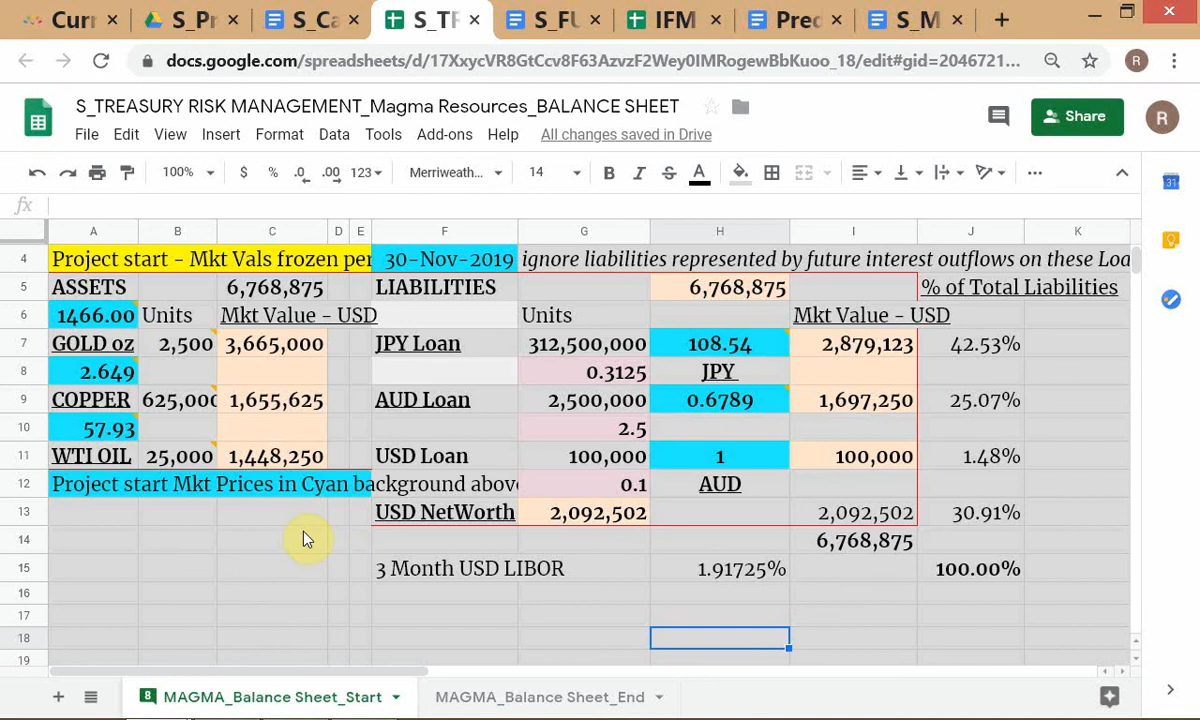 Curr × S_Pr × S_Ca × S_TF × S_FU × IFM × Pred × S_M × +
docs.google.com/spreadsheets/d/17XxycVR8GtCcv8F63AzvzF2Wey0IMRogewBbKuoo_18/edit#gid=2046721... R
S_TREASURY RISK MANAGEMENT_Magma Resources_BALANCE SHEET
Share R
File Edit View Insert Format Data Tools Add-ons Help All changes saved in Drive
100% $ % .0 .00 123 Merriweath... 14 B I S A ...
fx
A B C D E F G H I J K
4 Project start - Mkt Vals frozen per 30-Nov-2019 ignore liabilities represented by future interest outflows on these Loa
5 ASSETS 6,768,875 LIABILITIES 6,768,875 % of Total Liabilities
6 1466.00 Units Mkt Value - USD Units Mkt Value - USD
7 GOLD oz 2,500 3,665,000 JPY Loan 312,500,000 108.54 2,879,123 42.53%
8 2.649 0.3125 JPY
9 COPPER 625,000 1,655,625 AUD Loan 2,500,000 0.6789 1,697,250 25.07%
10 57.93 2.5
11 WTI OIL 25,000 1,448,250 USD Loan 100,000 1 100,000 1.48%
12 Project start Mkt Prices in Cyan background above 0.1 AUD
13 USD NetWorth 2,092,502 2,092,502 30.91%
14 6,768,875
15 3 Month USD LIBOR 1.91725% 100.00%
16
17
18
19
+ 8 MAGMA_Balance Sheet_Start MAGMA_Balance Sheet_End
31